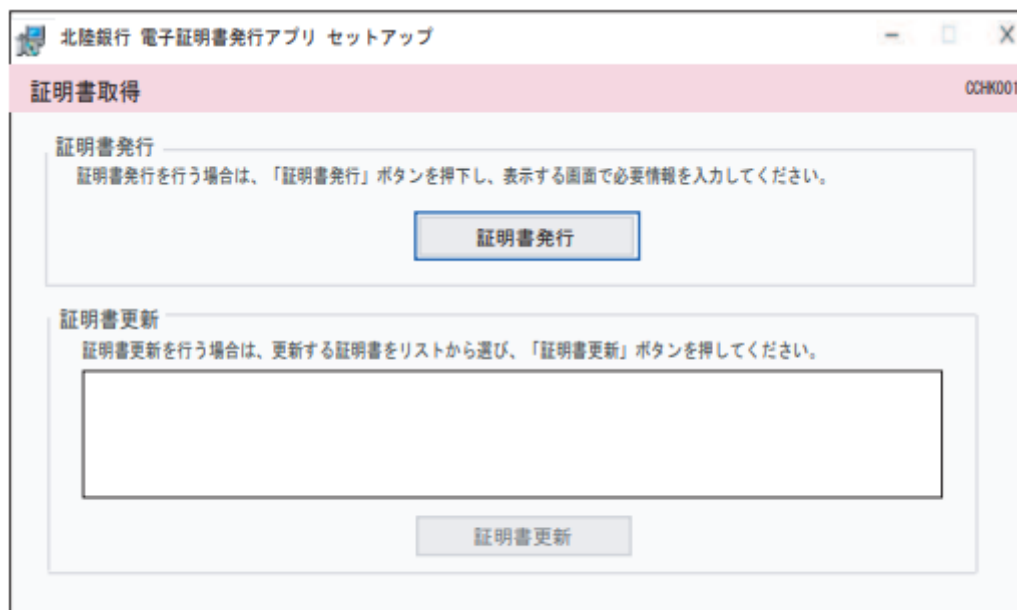 北陸銀行 電子証明書発行アプリ セットアップ
証明書取得
CCHK001
証明書発行
証明書発行を行う場合は、「証明書発行」ボタンを押下し、表示する画面で必要情報を入力してください。
証明書発行
証明書更新
証明書更新を行う場合は、更新する証明書をリストから選び、「証明書更新」ボタンを押してください。
証明書更新